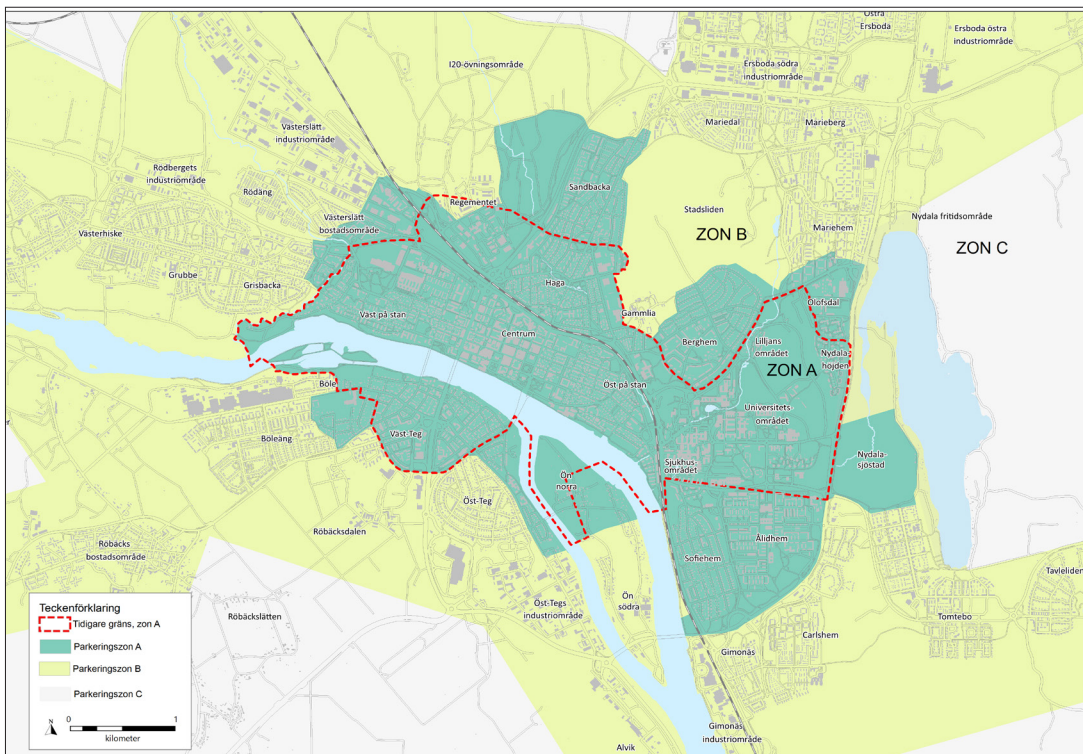 Östra
Ersboda
Ersboda östra
industriområde
I20-övningsområde
Ersboda södra
industriområde
Mariedal
Marieberg
Västerslätt
industriområde
Rödbergets
industriområde
Rödäng
Sandbacka
Regementet
Stadsliden
Nydala fritidsområde
Västerslätt
bostadsområde
Mariehem
ZON B
ZON C
Västerhiske
Grubbe
Grisbacka
Haga
Olofsdal
Väst på stan
Gammlia
Centrum
Berghem
Lilljans
området
Nydala
höjden
ZON A
Öst på stan
Böle
Universitets
området
Böleäng
Väst-Teg
Nydala-
sjöstad
Sjukhus
området
Ön
norra
Öst-Teg
Röbäcksdalen
Ålidhem
Röbäcks
bostadsområde
Sofiehem
Tavleliden
Ön
södra
Öst-Tegs
industriområde
Röbäckslätten
Tomtebo
Carlshem
Gimonäs
Gimonäs
industriområde
Alvik
Teckenförklaring
Tidigare gräns, zon A
Parkeringszon A
Parkeringszon B
Parkeringszon C
N
0
1
kilometer